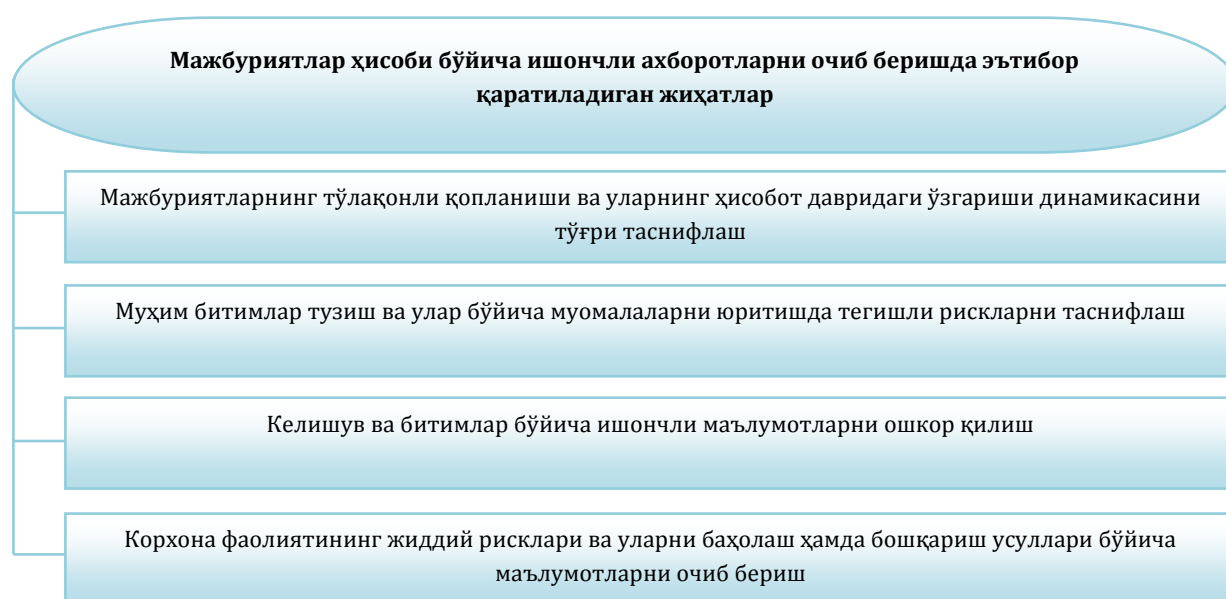 Мажбуриятлар ҳисоби бўйича ишончли ахборотларни очиб беришда эътибор
қаратиладиган жиҳатлар
Мажбуриятларнинг тўлақонли қопланиши ва уларнинг ҳисобот давридаги ўзгариши динамикасини
тўғри таснифлаш
Муҳим битимлар тузиш ва улар бўйича муомалаларни юритишда тегишли рискларни таснифлаш
Келишув ва битимлар бўйича ишончли маълумотларни ошкор қилиш
Корхона фаолиятининг жиддий рисклари ва уларни баҳолаш ҳамда бошқариш усуллари бўйича
маълумотларни очиб бериш